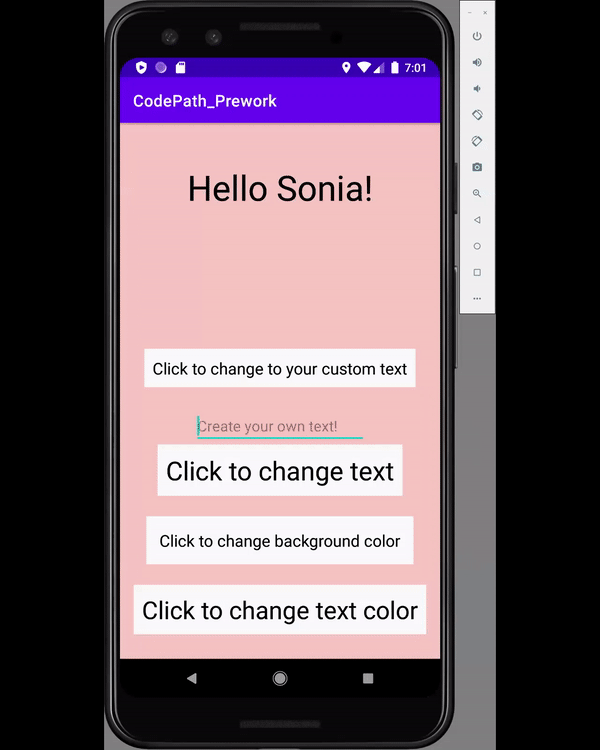 7:01
CodePath_Prework
Hello Sonia!
Click to change to your custom text
Create your own text!
Click to change text
Click to change background color
Click to change text color